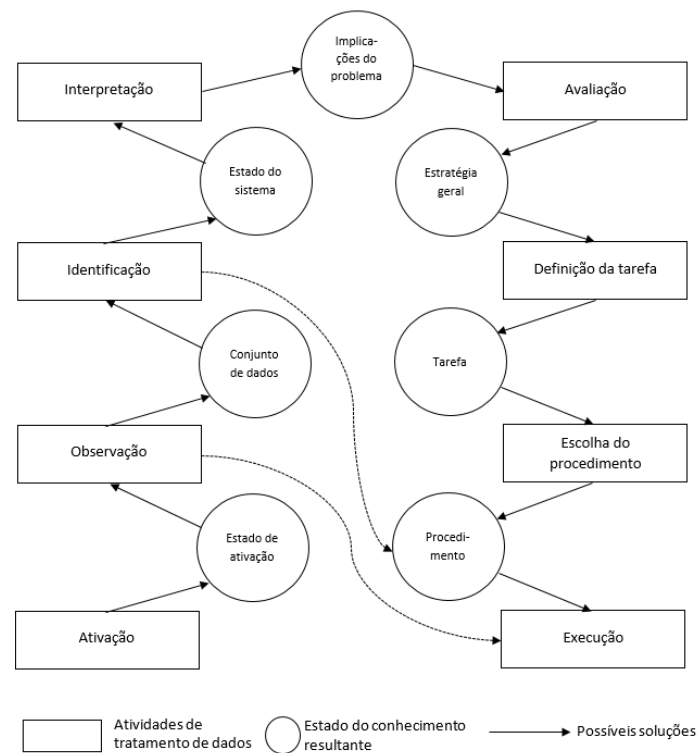 Implica-
ções do
problema
Interpretação
Avaliação
Estado do
sistema
Estratégia
geral
Identificação
Definição da tarefa
Conjunto
de dados
Tarefa
Observação
Escolha do
procedimento
Estado de
ativação
Procedi-
mento
Ativação
Execução
Atividades de
tratamento de dados
Estado do conhecimento
resultante
Possíveis soluções